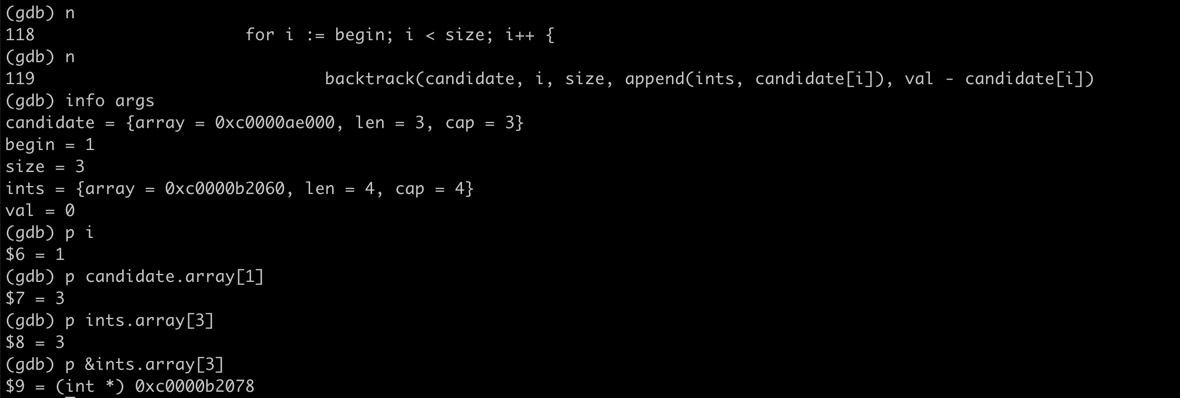 (gdb) n
118                     for i := begin; i < size; i++ {
(gdb) n
119                             backtrack(candidate, i, size, append(ints, candidate[i]), val - candidate[i])
(gdb) info args
candidate = {array = 0xc0000ae000, len = 3, cap = 3}
begin = 1
size = 3
ints = {array = 0xc0000b2060, len = 4, cap = 4}
val = 0
(gdb) p i
$6 = 1
(gdb) p candidate.array[1]
$7 = 3
(gdb) p ints.array[3]
$8 = 3
(gdb) p &ints.array[3]
$9 = (int *) 0xc0000b2078